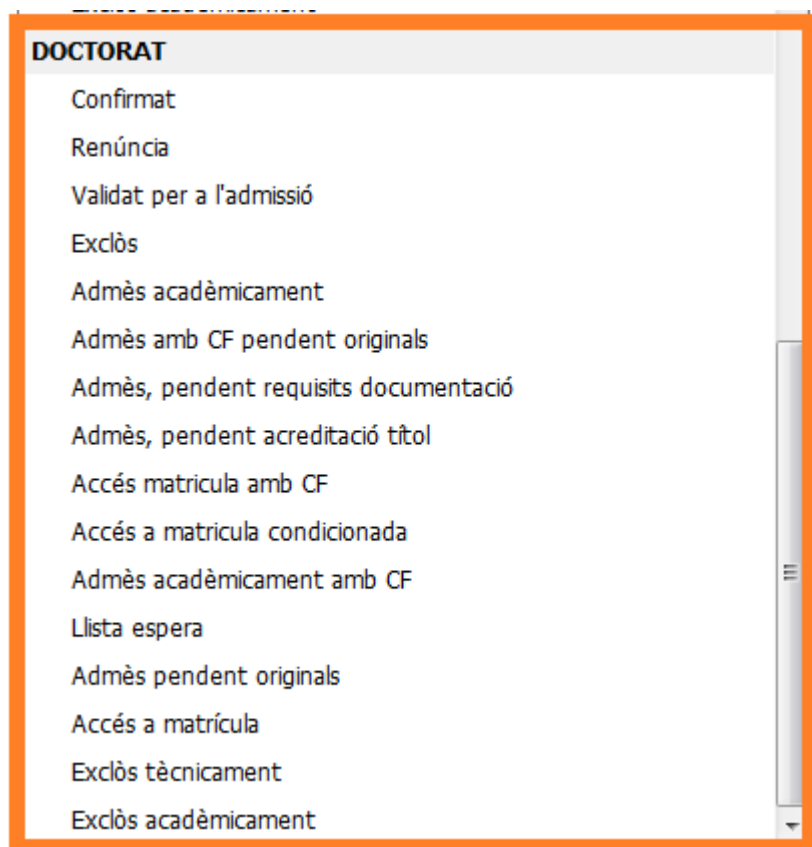 DOCTORAT
Confirmat
Renúncia
Validat per a l'admissió
Exclòs
Admès acadèmicament
Admès amb CF pendent originals
Admès, pendent requisits documentació
Admès, pendent acreditació títol
Accés matricula amb CF
Accés a matricula condicionada
Admès acadèmicament amb CF
Llista espera
Admès pendent originals
Accés a matrícula
Exclòs tècnicament
Exclòs acadèmicament